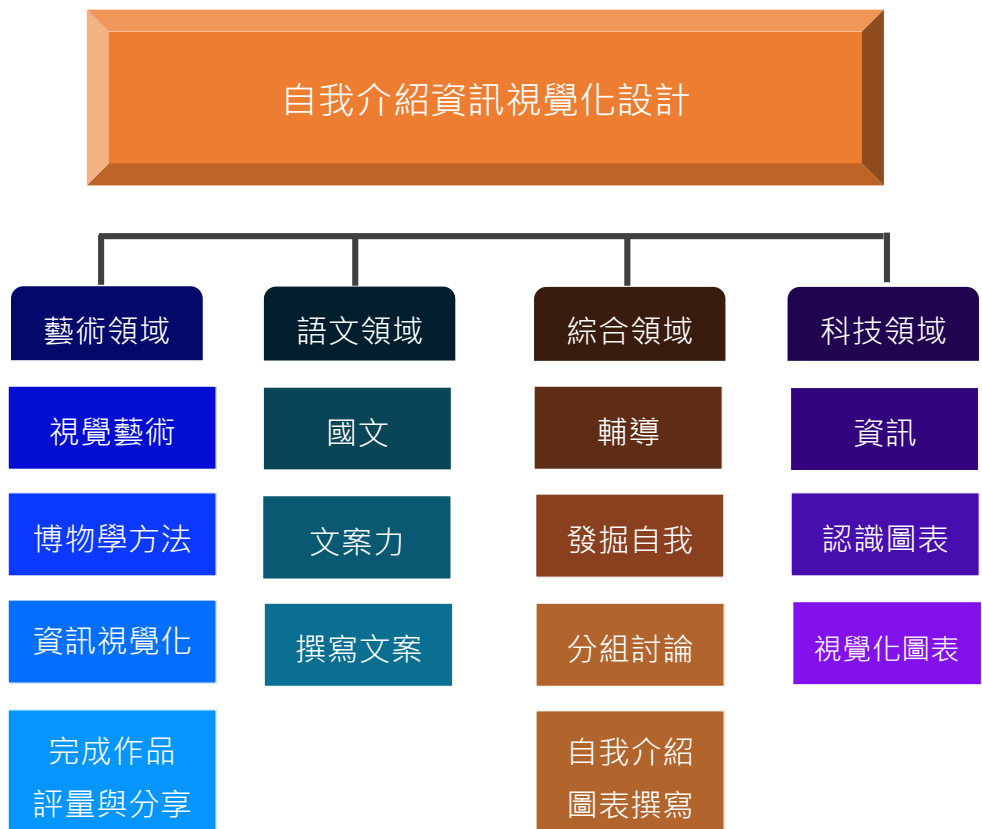 自我介紹資訊視覺化設計
藝術領域
視覺藝術
博物學方法
資訊視覺化
完成作品
評量與分享
語文領域
國文
文案力
撰寫文案
綜合領域
輔導
發掘自我
分組討論
自我介紹
圖表撰寫
科技領域
資訊
認識圖表
視覺化圖表